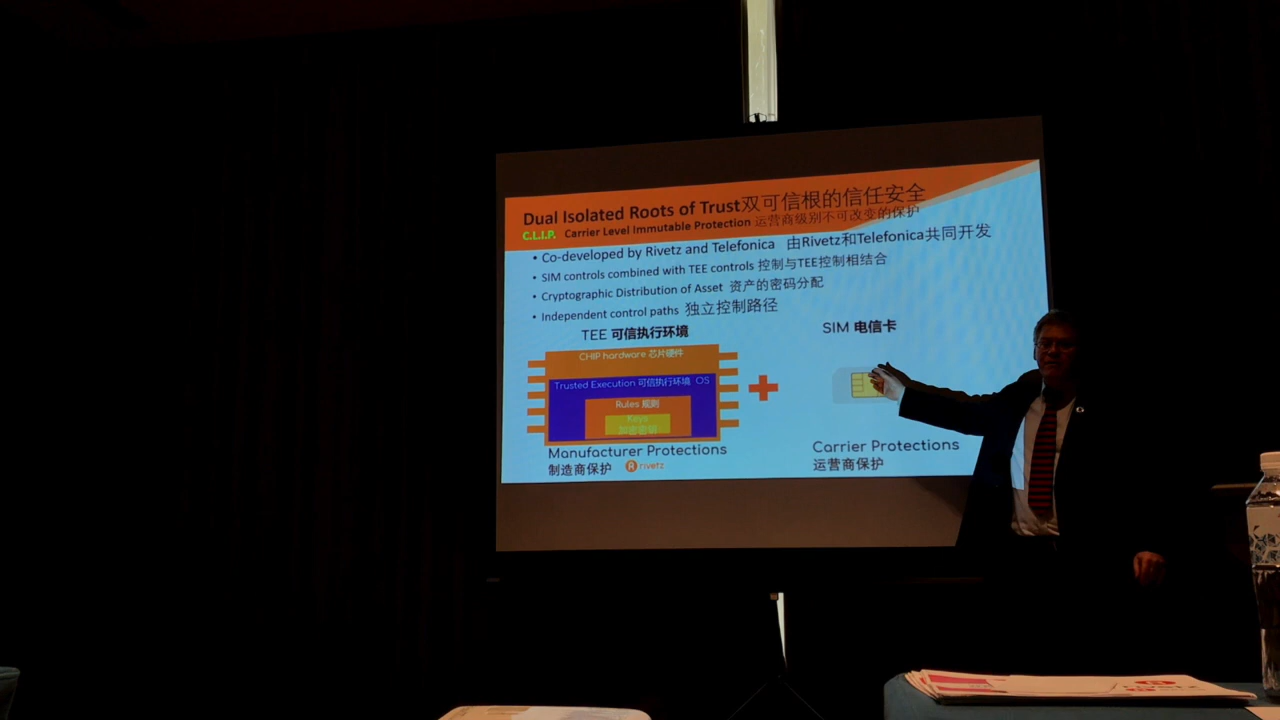 Dual Isolated Roots of Trust双可信根的信任安全
C.L.I.P. Carrier Level Immutable Protection 运营商级别不可改变的保护
• Co-developed by Rivetz and Telefonica 由Rivetz和Telefonica共同开发
• SIM controls combined with TEE controls 控制与TEE控制相结合
• Cryptographic Distribution of Asset 资产的密码分配
• Independent control paths 独立控制路径
TEE 可信执行环境
SIM 电信卡
CHIP hardware 芯片硬件
Trusted Execution 可信执行环境 OS
Rules 规则
Keys
加密密钥
Manufacturer Protections
制造商保护
rivetz
Carrier Protections
运营商保护